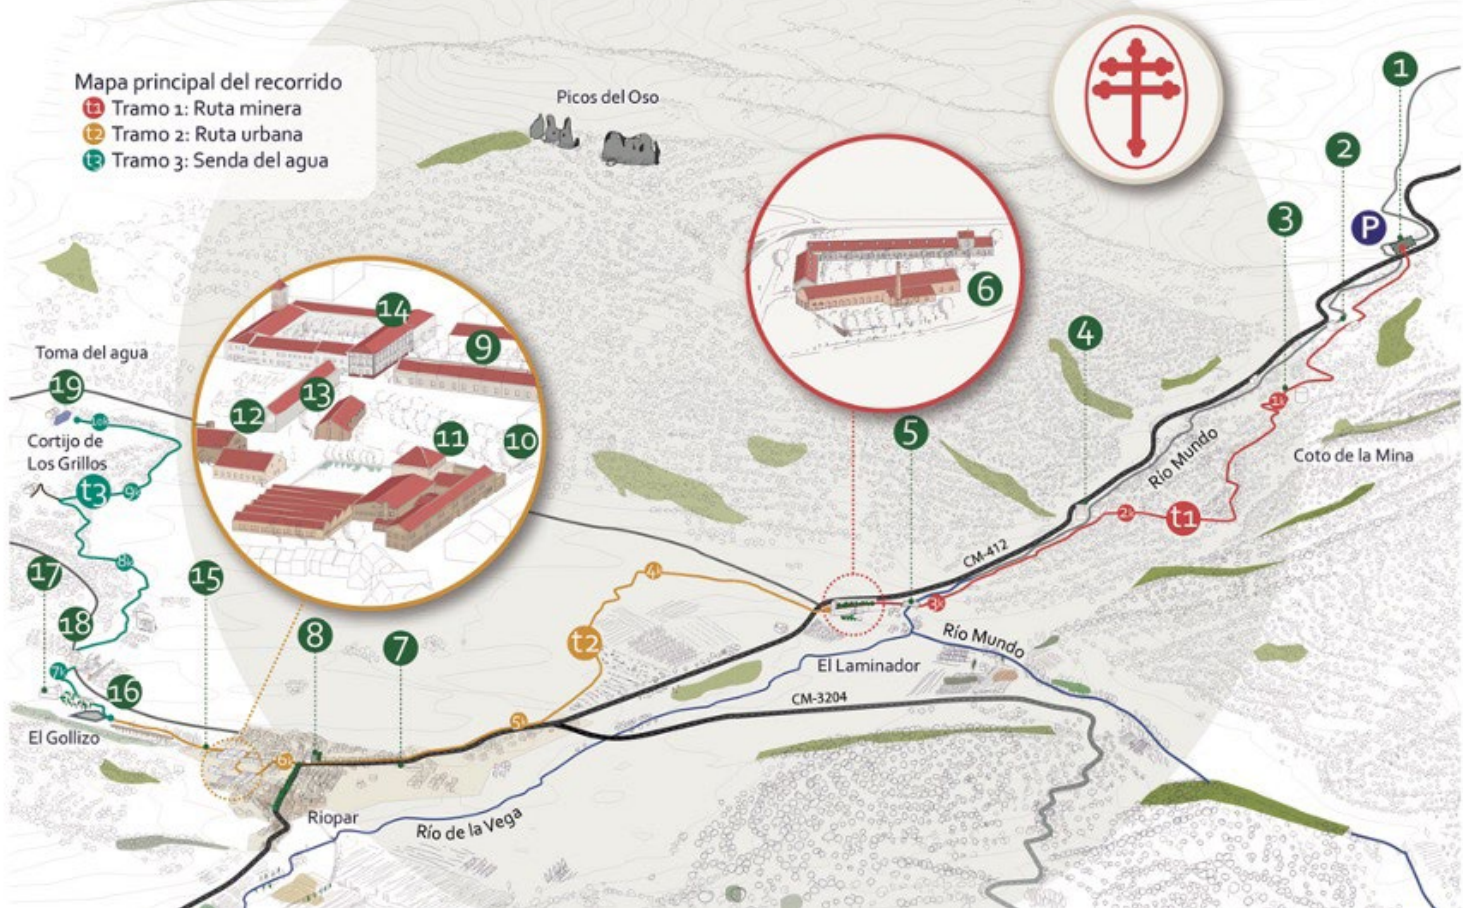 Mapa principal del recorrido
t1 Tramo 1: Ruta minera
t2 Tramo 2: Ruta urbana
t3 Tramo 3: Senda del agua
Picos del Oso
1
2
P
3
14
9
6
4
Toma del agua
19
13
12
11
10
5
Cortijo de
Los Grillos
Coto de la Mina
Río Mundo
t3
t1
CM-412
17
15
18
8
7
t2
El Laminador
Río Mundo
16
CM-3204
El Gollizo
Riopar
Río de la Vega